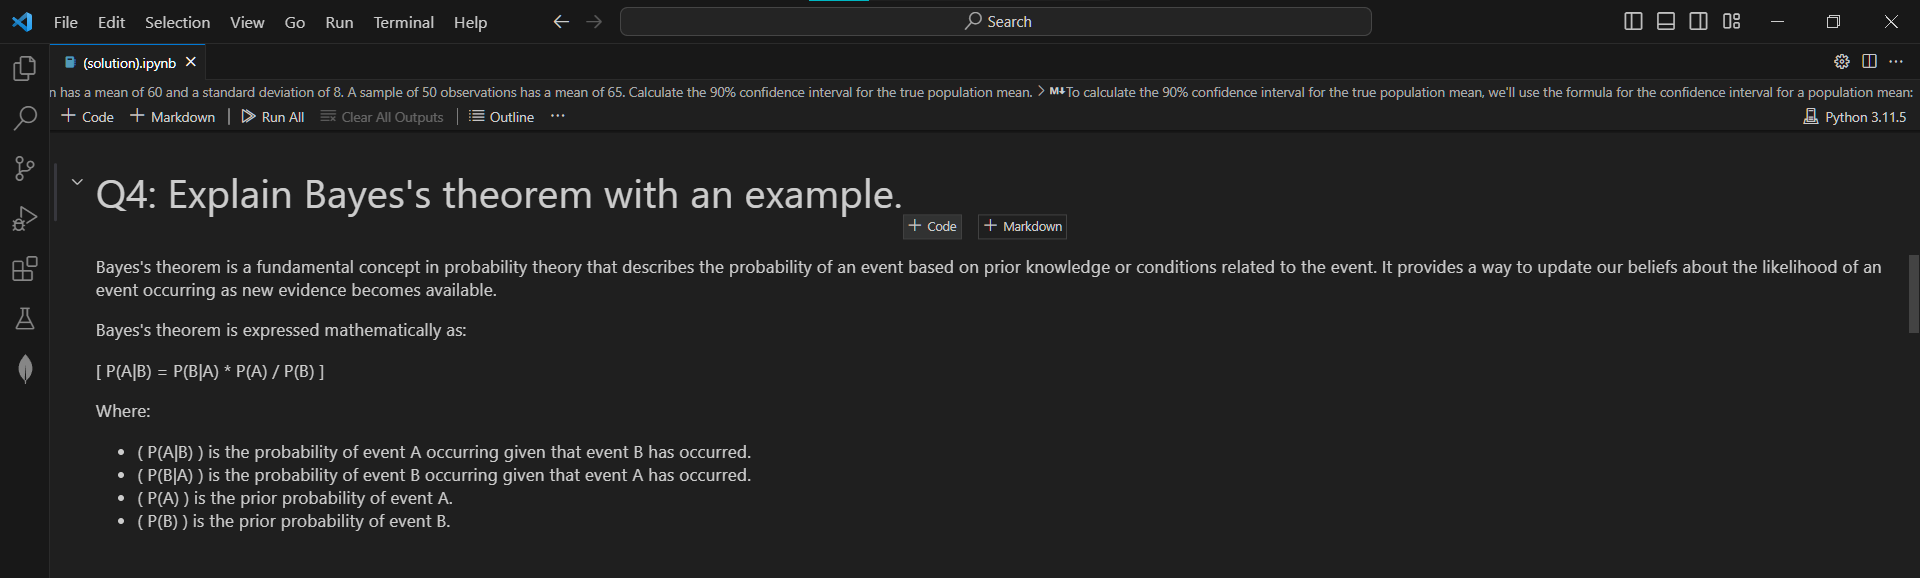 File Edit Selection View Go Run Terminal Help
Search
(solution).ipynb
n has a mean of 60 and a standard deviation of 8. A sample of 50 observations has a mean of 65. Calculate the 90% confidence interval for the true population mean. > M↓To calculate the 90% confidence interval for the true population mean, we'll use the formula for the confidence interval for a population mean:
+ Code + Markdown | Run All Clear All Outputs | Outline ··· Python 3.11.5
Q4: Explain Bayes's theorem with an example.
+ Code + Markdown
Bayes's theorem is a fundamental concept in probability theory that describes the probability of an event based on prior knowledge or conditions related to the event. It provides a way to update our beliefs about the likelihood of an
event occurring as new evidence becomes available.
Bayes's theorem is expressed mathematically as:
[ P(A|B) = P(B|A) * P(A) / P(B) ]
Where:
• ( P(A|B) ) is the probability of event A occurring given that event B has occurred.
• ( P(B|A) ) is the probability of event B occurring given that event A has occurred.
• ( P(A) ) is the prior probability of event A.
• ( P(B) ) is the prior probability of event B.